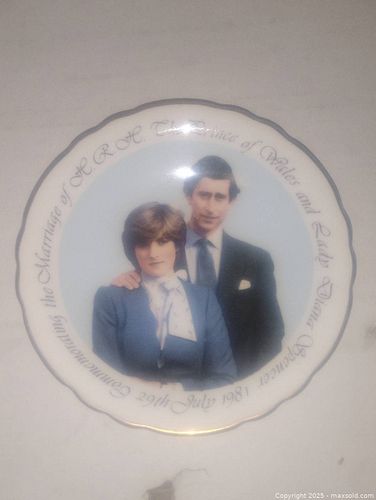 Commemorating the Marriage of H.R.H. The Prince of Wales and Lady Diana Spencer 29th July 1981
© Copyright 2025 - maxsold.com